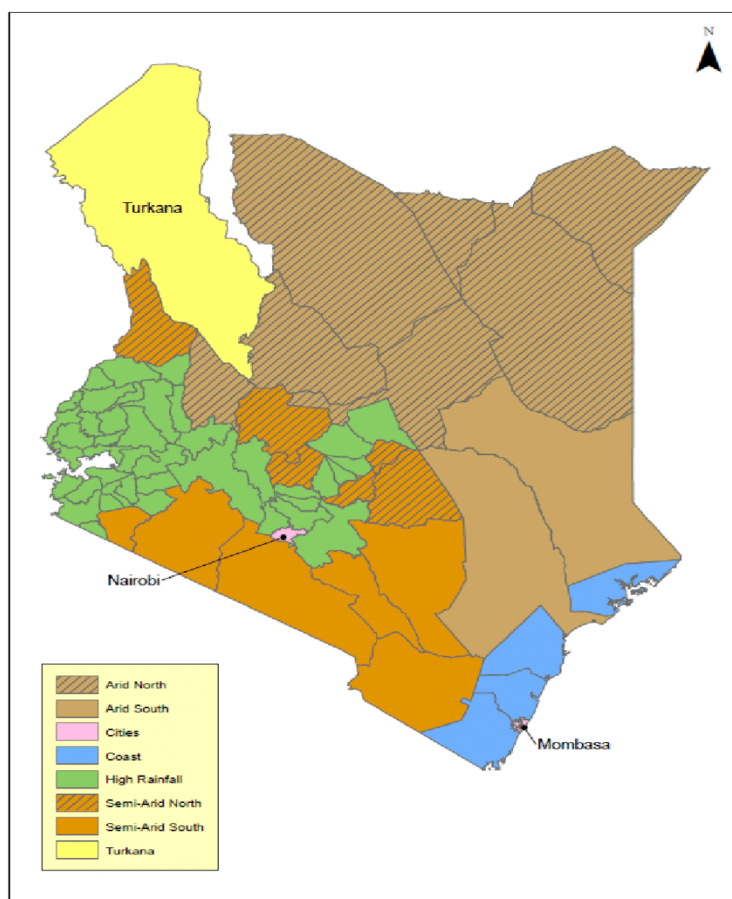 N
Turkana
Nairobi
Mombasa
Arid North
Arid South
Cities
Coast
High Rainfall
Semi-Arid North
Semi-Arid South
Turkana